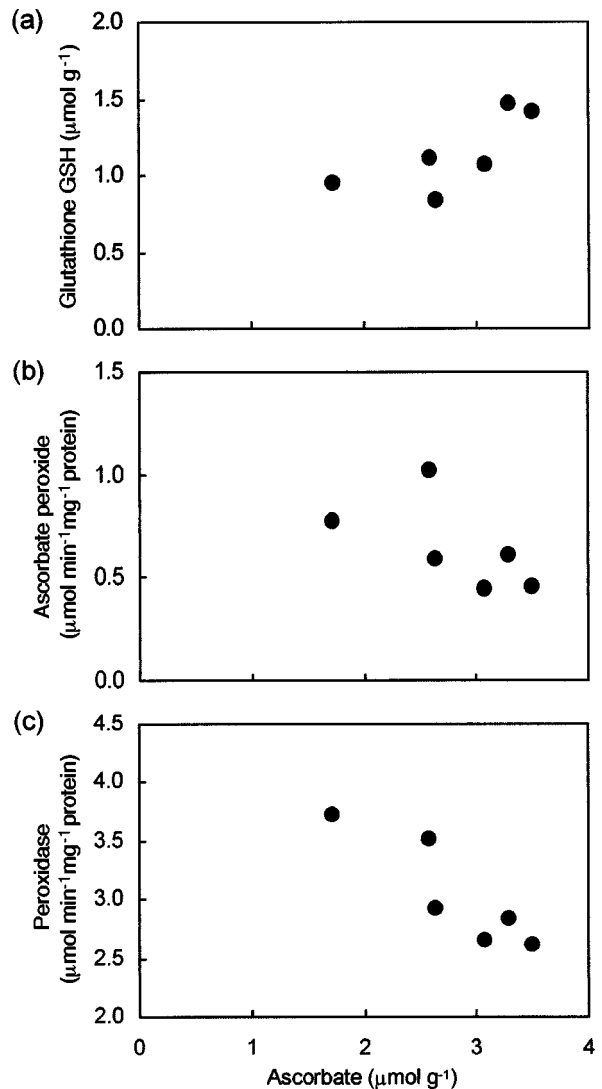 (a)
2.0
1.5
1.0
0.5
0.0
Glutathione GSH (μmol g⁻¹)
(b)
1.5
1.0
0.5
0.0
Ascorbate peroxide
(μmol min⁻¹mg⁻¹ protein)
(c)
4.5
4.0
3.5
3.0
2.5
2.0
Peroxidase
(μmol min⁻¹mg⁻¹ protein)
0 1 2 3 4
Ascorbate (μmol g⁻¹)